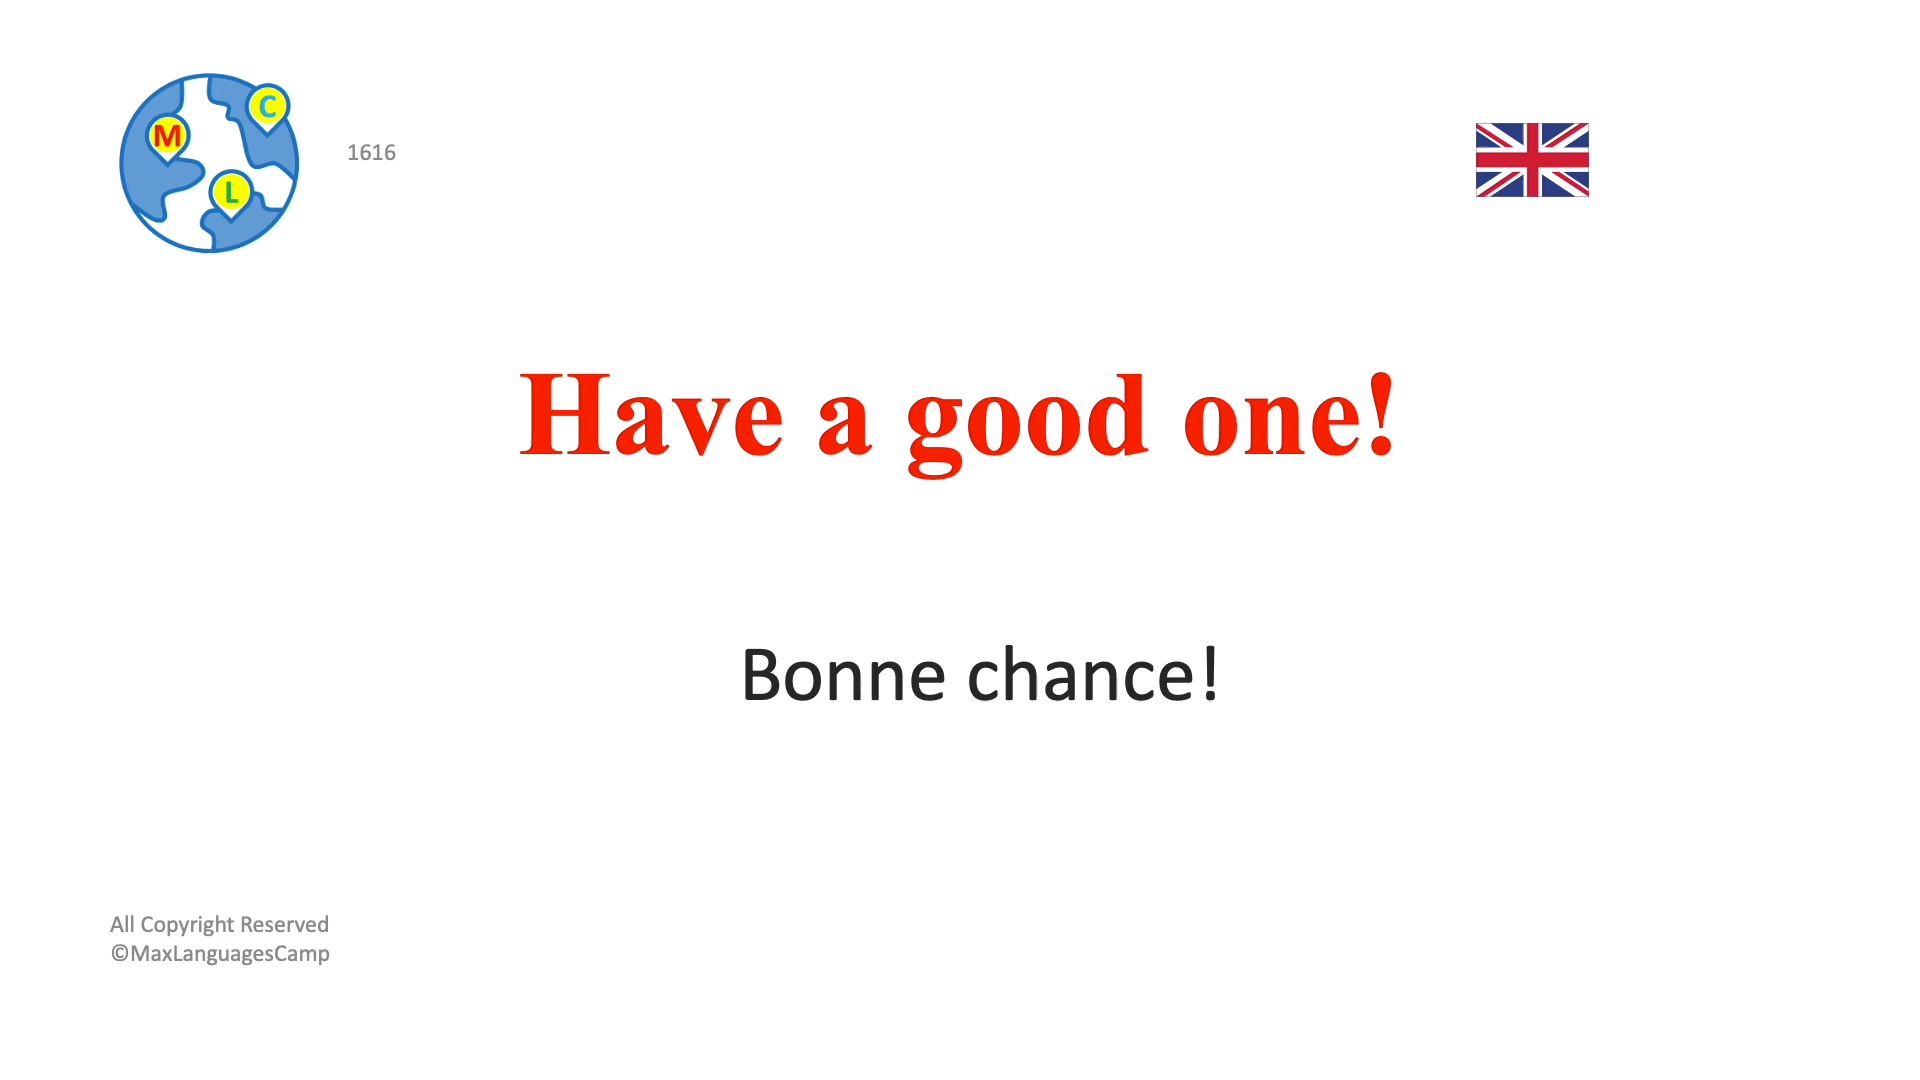 M
C
L
1616
Have a good one!
Bonne chance!
All Copyright Reserved
©MaxLanguagesCamp